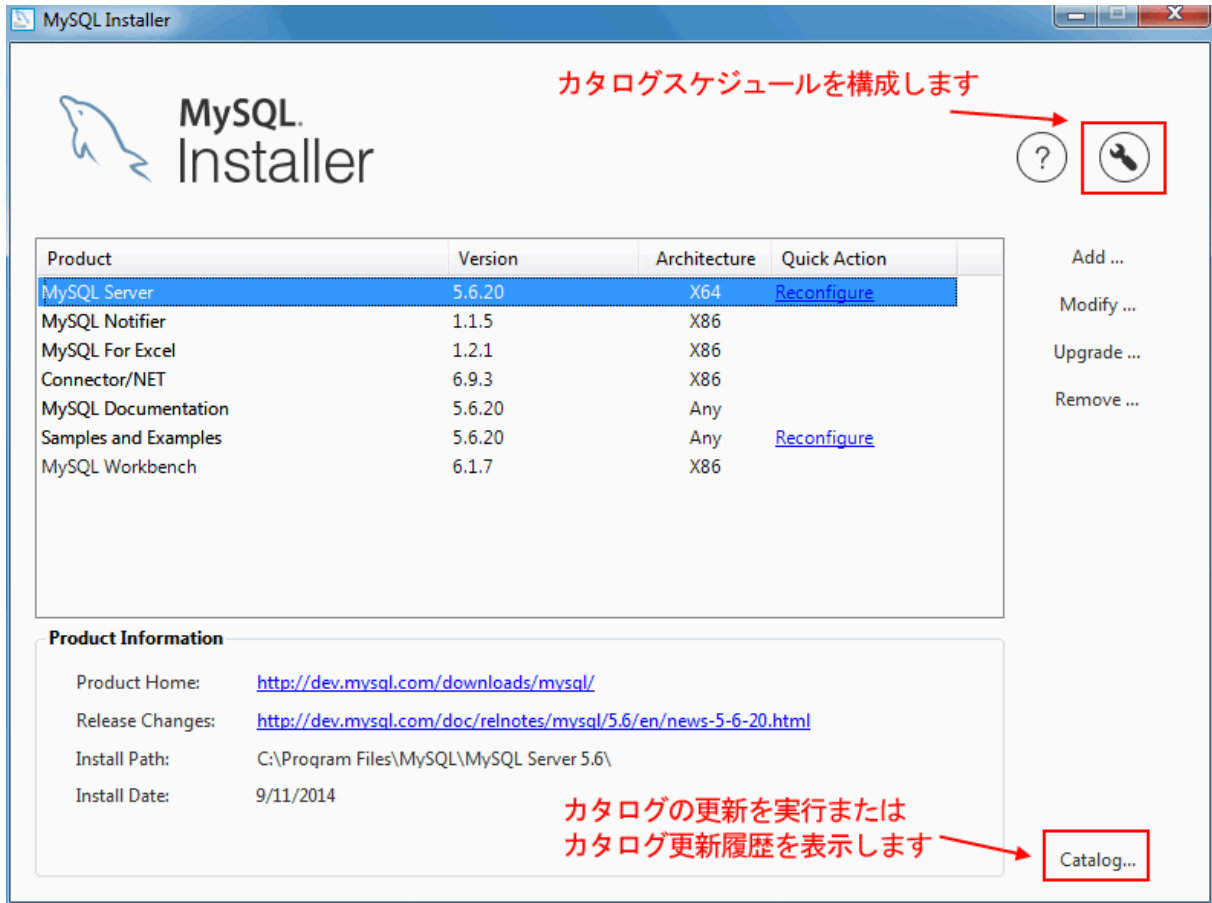 MySQL Installer
カタログスケジュールを構成します
MySQL.
Installer
?
Product Version Architecture Quick Action
MySQL Server 5.6.20 X64 Reconfigure
MySQL Notifier 1.1.5 X86
MySQL For Excel 1.2.1 X86
Connector/NET 6.9.3 X86
MySQL Documentation 5.6.20 Any
Samples and Examples 5.6.20 Any Reconfigure
MySQL Workbench 6.1.7 X86
Add ...
Modify ...
Upgrade ...
Remove ...
Product Information
Product Home: http://dev.mysql.com/downloads/mysql/
Release Changes: http://dev.mysql.com/doc/relnotes/mysql/5.6/en/news-5-6-20.html
Install Path: C:\Program Files\MySQL\MySQL Server 5.6\
Install Date: 9/11/2014
カタログの更新を実行または
カタログ更新履歴を表示します
Catalog...